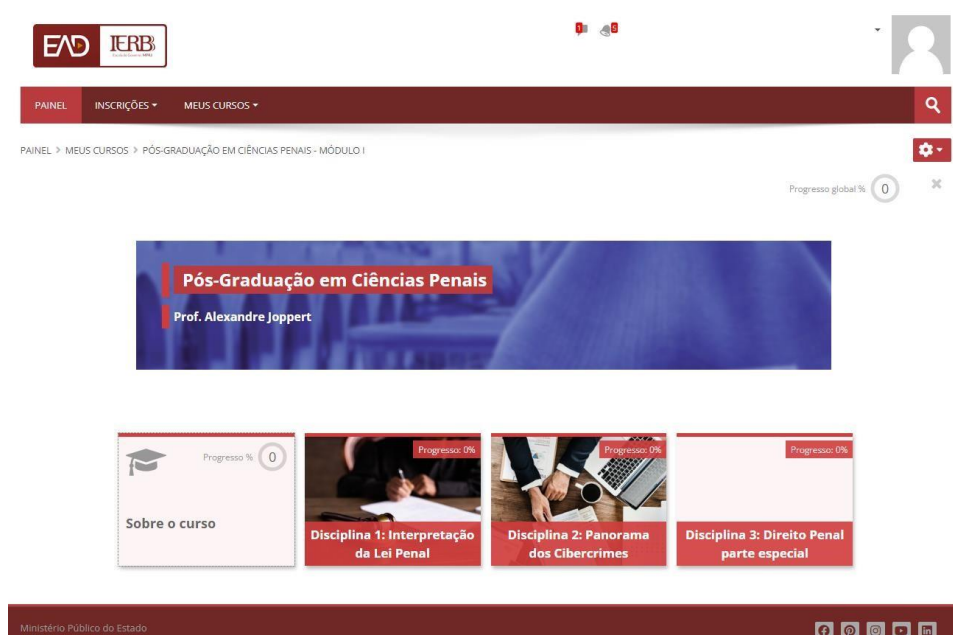 EAD IERB
1 5
PAINEL INSCRIÇÕES MEUS CURSOS
PAINEL > MEUS CURSOS > PÓS-GRADUAÇÃO EM CIÊNCIAS PENAIS - MÓDULO I
Progresso global % 0
Pós-Graduação em Ciências Penais
Prof. Alexandre Joppert
Progresso % 0
Sobre o curso
Progresso: 0%
Disciplina 1: Interpretação
da Lei Penal
Progresso: 0%
Disciplina 2: Panorama
dos Cibercrimes
Progresso: 0%
Disciplina 3: Direito Penal
parte especial
Ministério Público do Estado